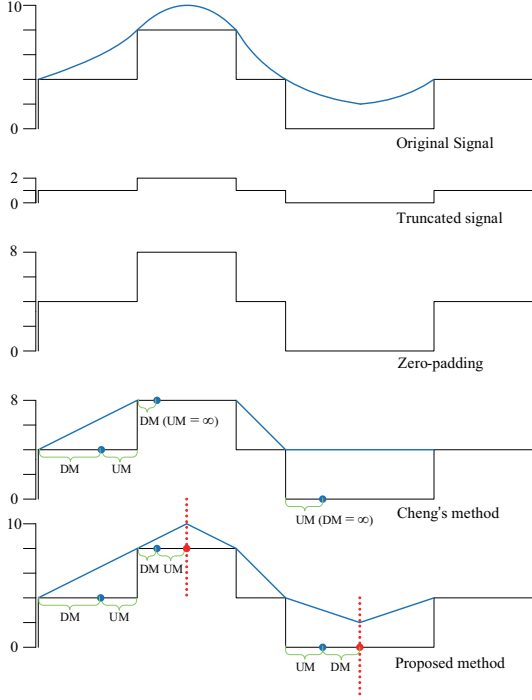 10
0
Original Signal
2
0
Truncated signal
8
0
Zero-padding
8
DM (UM = ∞)
DM
UM
0
UM (DM = ∞)
Cheng's method
10
DM
UM
DM
UM
0
UM
DM
Proposed method